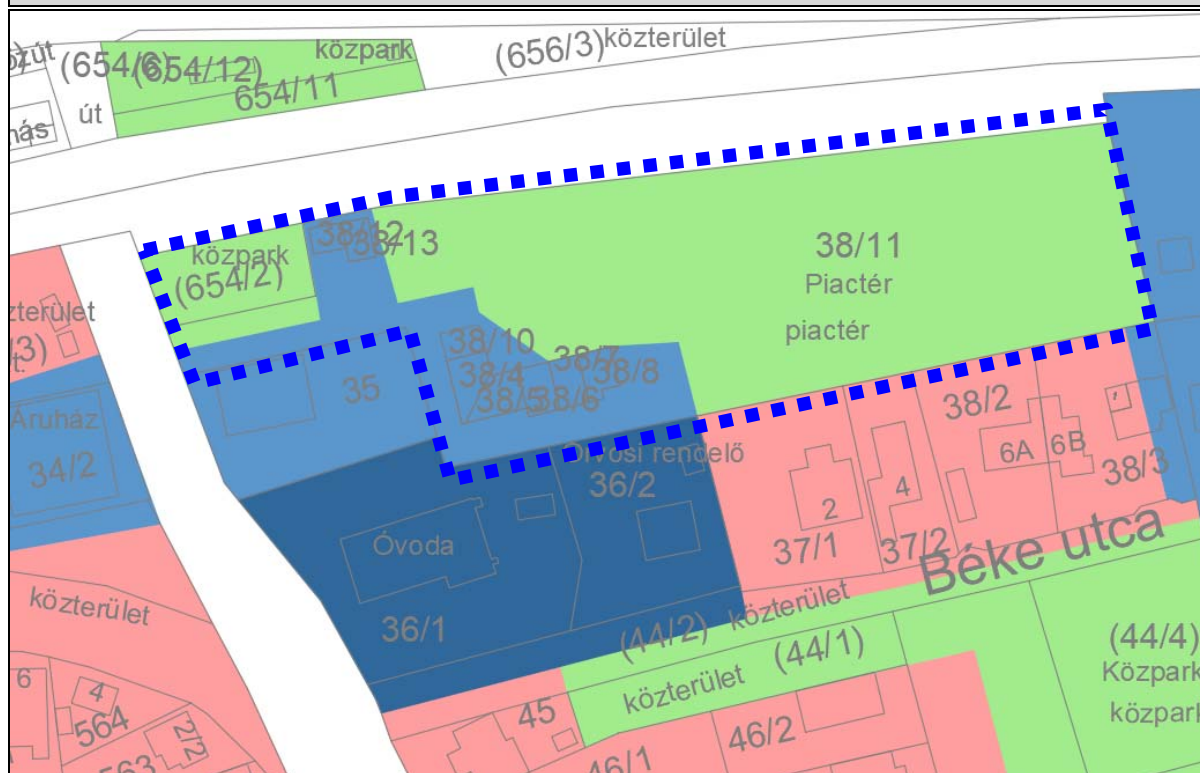 közpark
(656/3)
közterület
(654/6)
(654/12)
654/11
út
38/12
38/13
közpark
(654/2)
38/11
Piactér
piactér
38/10
38/4
38/5
38/6
38/7
38/8
35
Áruház
34/2
Orvosi rendelő
36/2
38/2
6A
6B
38/3
2
4
37/1
37/2
Óvoda
36/1
Béke utca
közterület
közterület
(44/2)
(44/1)
(44/4)
Közpark
közpark
közterület
6
4
564
2/2
563
45
46/1
46/2